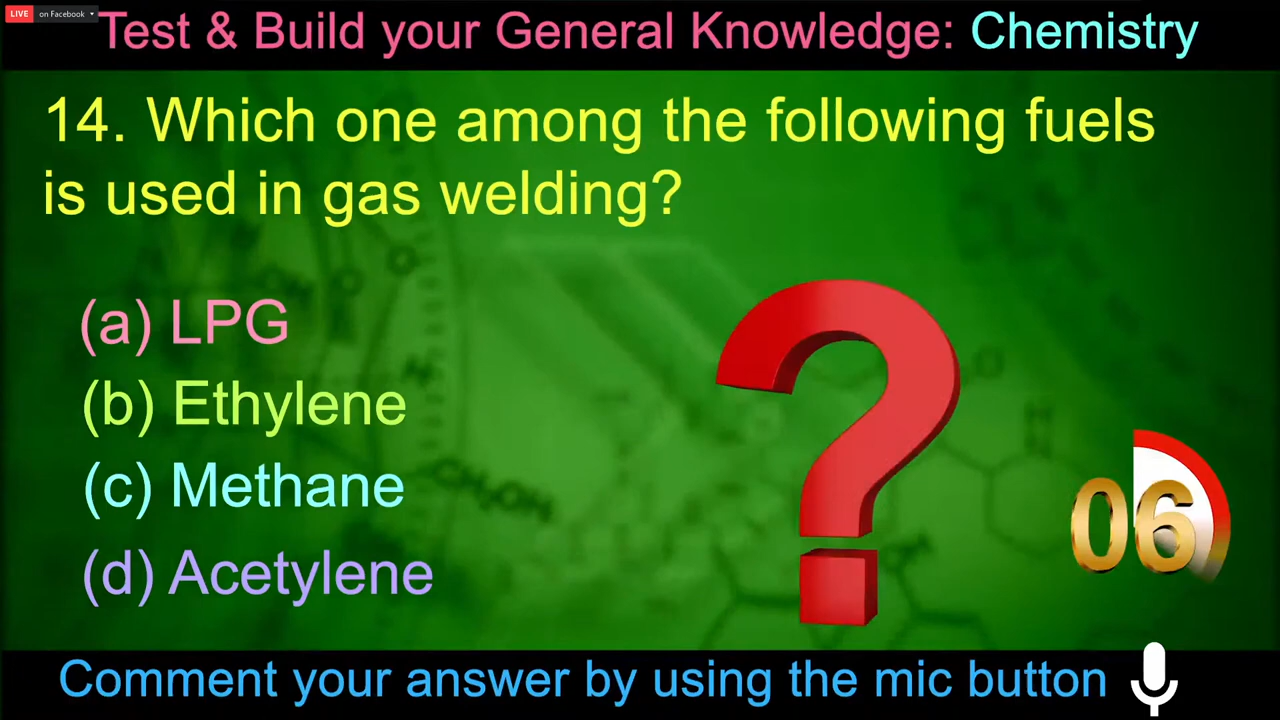 LIVE on Facebook
Test & Build your General Knowledge: Chemistry
14. Which one among the following fuels
is used in gas welding?
(a) LPG
(b) Ethylene
(c) Methane
(d) Acetylene
CH₂OH
H
06
Comment your answer by using the mic button